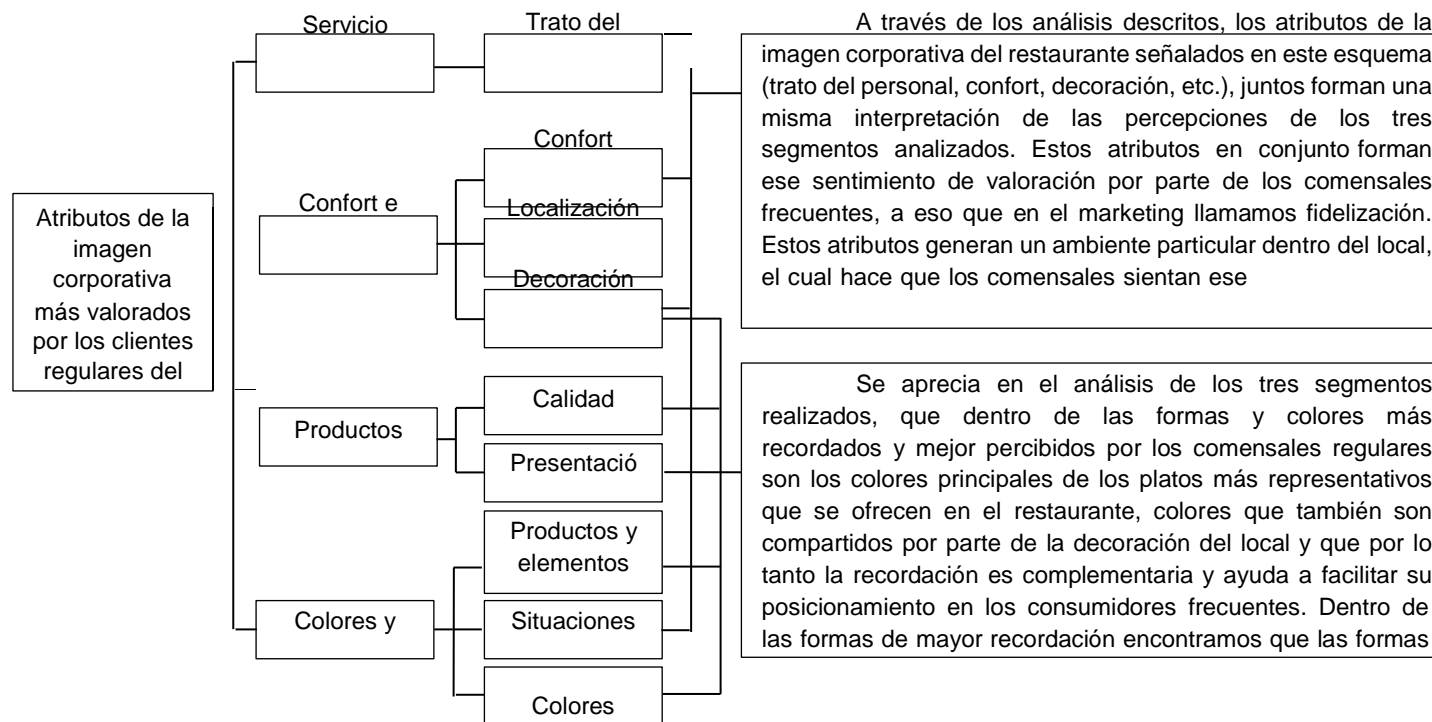 Servicio
Trato del
Confort
Confort e
Localización
Decoración
Atributos de la
imagen
corporativa
más valorados
por los clientes
regulares del
Productos
Calidad
Presentació
Productos y
elementos
Colores y
Situaciones
Colores
A través de los análisis descritos, los atributos de la
imagen corporativa del restaurante señalados en este esquema
(trato del personal, confort, decoración, etc.), juntos forman una
misma interpretación de las percepciones de los tres
segmentos analizados. Estos atributos en conjunto forman
ese sentimiento de valoración por parte de los comensales
frecuentes, a eso que en el marketing llamamos fidelización.
Estos atributos generan un ambiente particular dentro del local,
el cual hace que los comensales sientan ese
Se aprecia en el análisis de los tres segmentos
realizados, que dentro de las formas y colores más
recordados y mejor percibidos por los comensales regulares
son los colores principales de los platos más representativos
que se ofrecen en el restaurante, colores que también son
compartidos por parte de la decoración del local y que por lo
tanto la recordación es complementaria y ayuda a facilitar su
posicionamiento en los consumidores frecuentes. Dentro de
las formas de mayor recordación encontramos que las formas